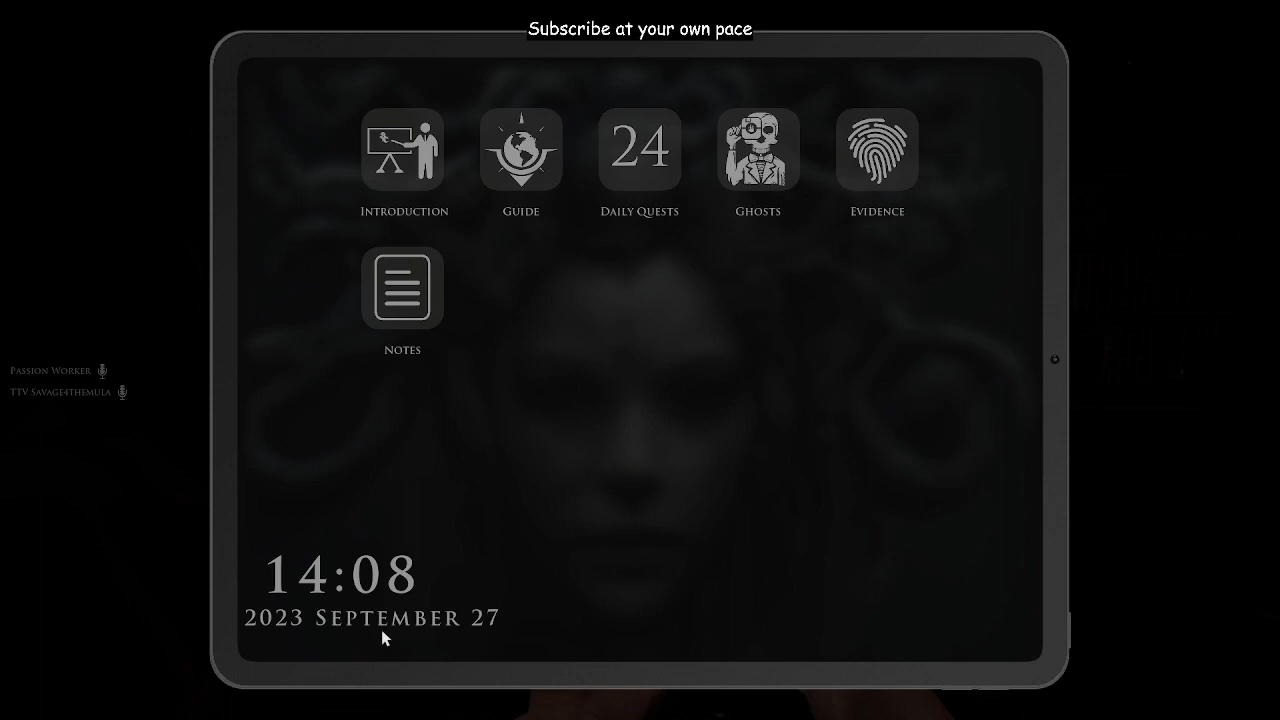 Subscribe at your own pace
24
Introduction
Guide
Daily Quests
Ghosts
Evidence
Notes
Passion Worker
TTV Savage4themula
14:08
2023 September 27